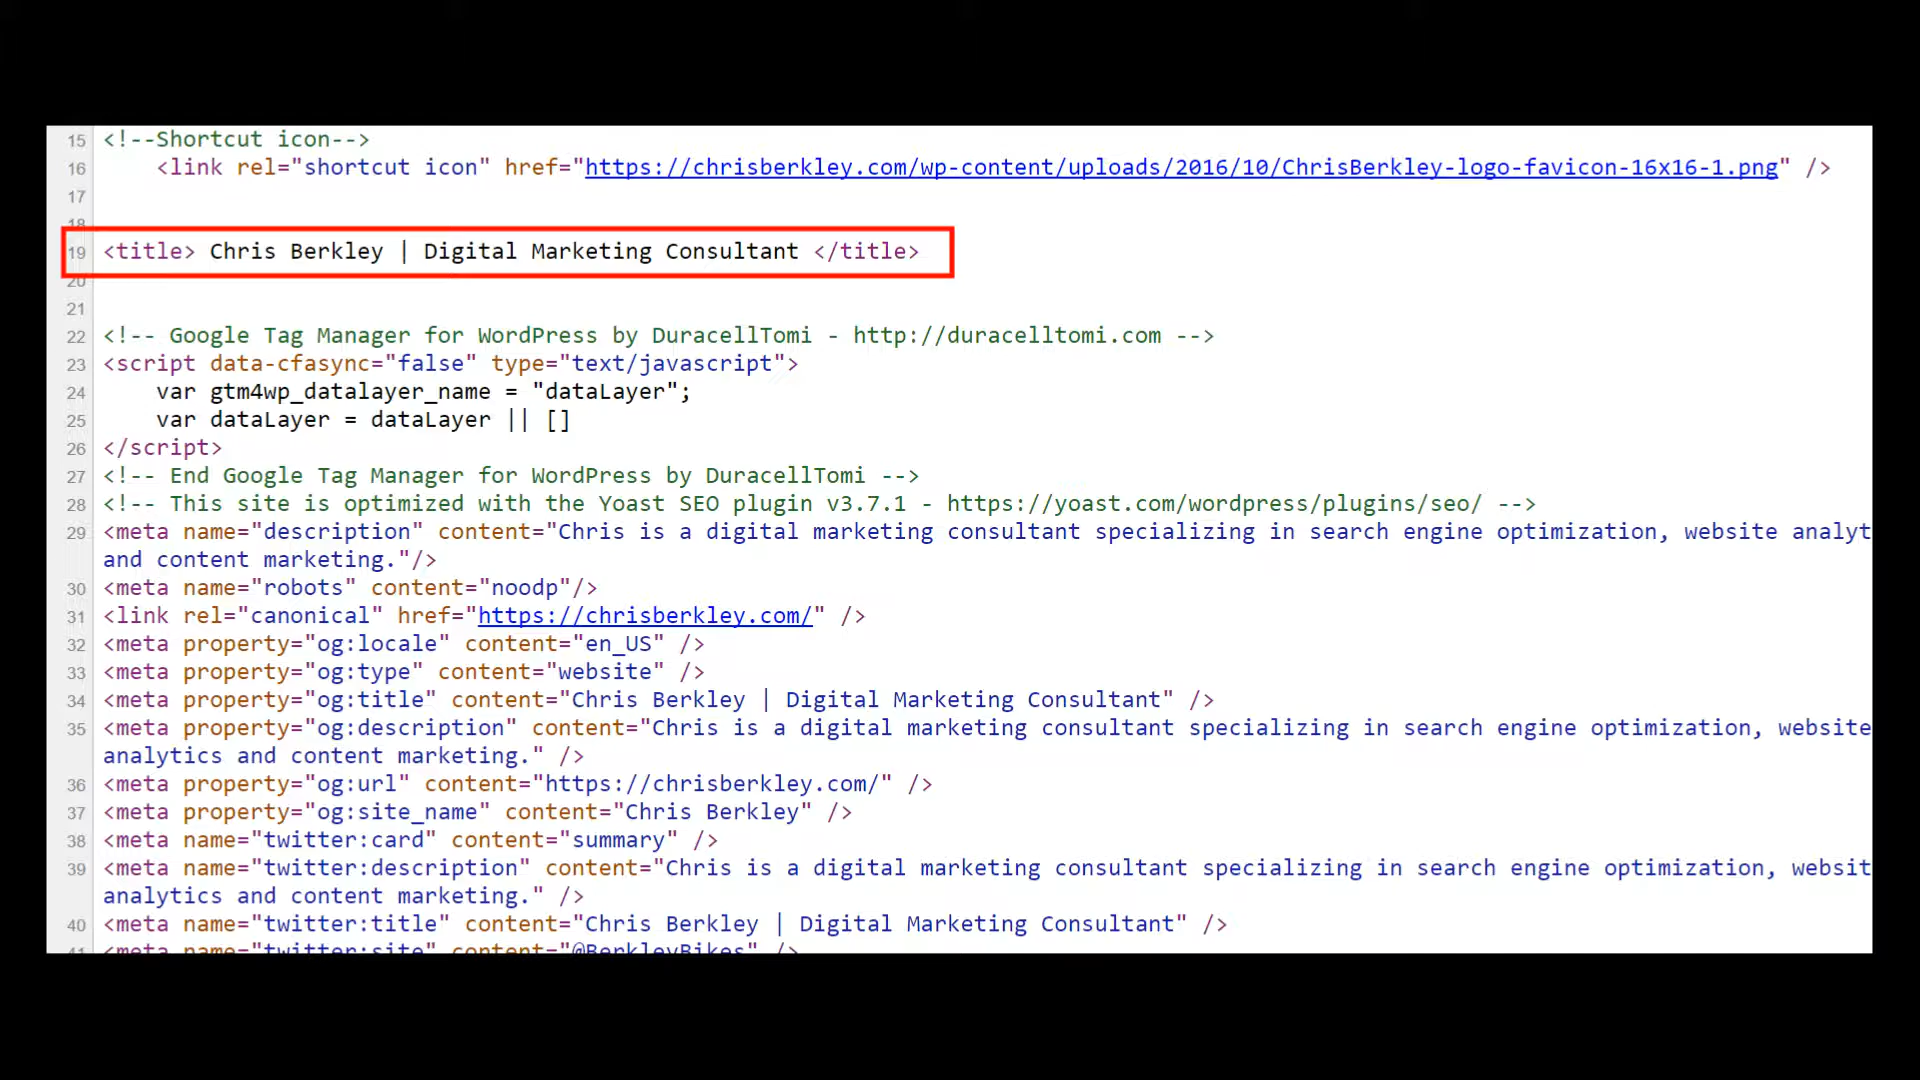 15 <!--Shortcut icon-->
16 <link rel="shortcut icon" href="https://chrisberkley.com/wp-content/uploads/2016/10/ChrisBerkley-logo-favicon-16x16-1.png" />
17
18
19 <title> Chris Berkley | Digital Marketing Consultant </title>
20
21
22 <!-- Google Tag Manager for WordPress by DuracellTomi - http://duracelltomi.com -->
23 <script data-cfasync="false" type="text/javascript">
24 var gtm4wp_datalayer_name = "dataLayer";
25 var dataLayer = dataLayer || []
26 </script>
27 <!-- End Google Tag Manager for WordPress by DuracellTomi -->
28 <!-- This site is optimized with the Yoast SEO plugin v3.7.1 - https://yoast.com/wordpress/plugins/seo/ -->
29 <meta name="description" content="Chris is a digital marketing consultant specializing in search engine optimization, website analyt
and content marketing."/>
30 <meta name="robots" content="noodp"/>
31 <link rel="canonical" href="https://chrisberkley.com/" />
32 <meta property="og:locale" content="en_US" />
33 <meta property="og:type" content="website" />
34 <meta property="og:title" content="Chris Berkley | Digital Marketing Consultant" />
35 <meta property="og:description" content="Chris is a digital marketing consultant specializing in search engine optimization, website
analytics and content marketing." />
36 <meta property="og:url" content="https://chrisberkley.com/" />
37 <meta property="og:site_name" content="Chris Berkley" />
38 <meta name="twitter:card" content="summary" />
39 <meta name="twitter:description" content="Chris is a digital marketing consultant specializing in search engine optimization, websit
analytics and content marketing." />
40 <meta name="twitter:title" content="Chris Berkley | Digital Marketing Consultant" />
41 <meta name="twitter:site" content="@BerkleyBikes" />